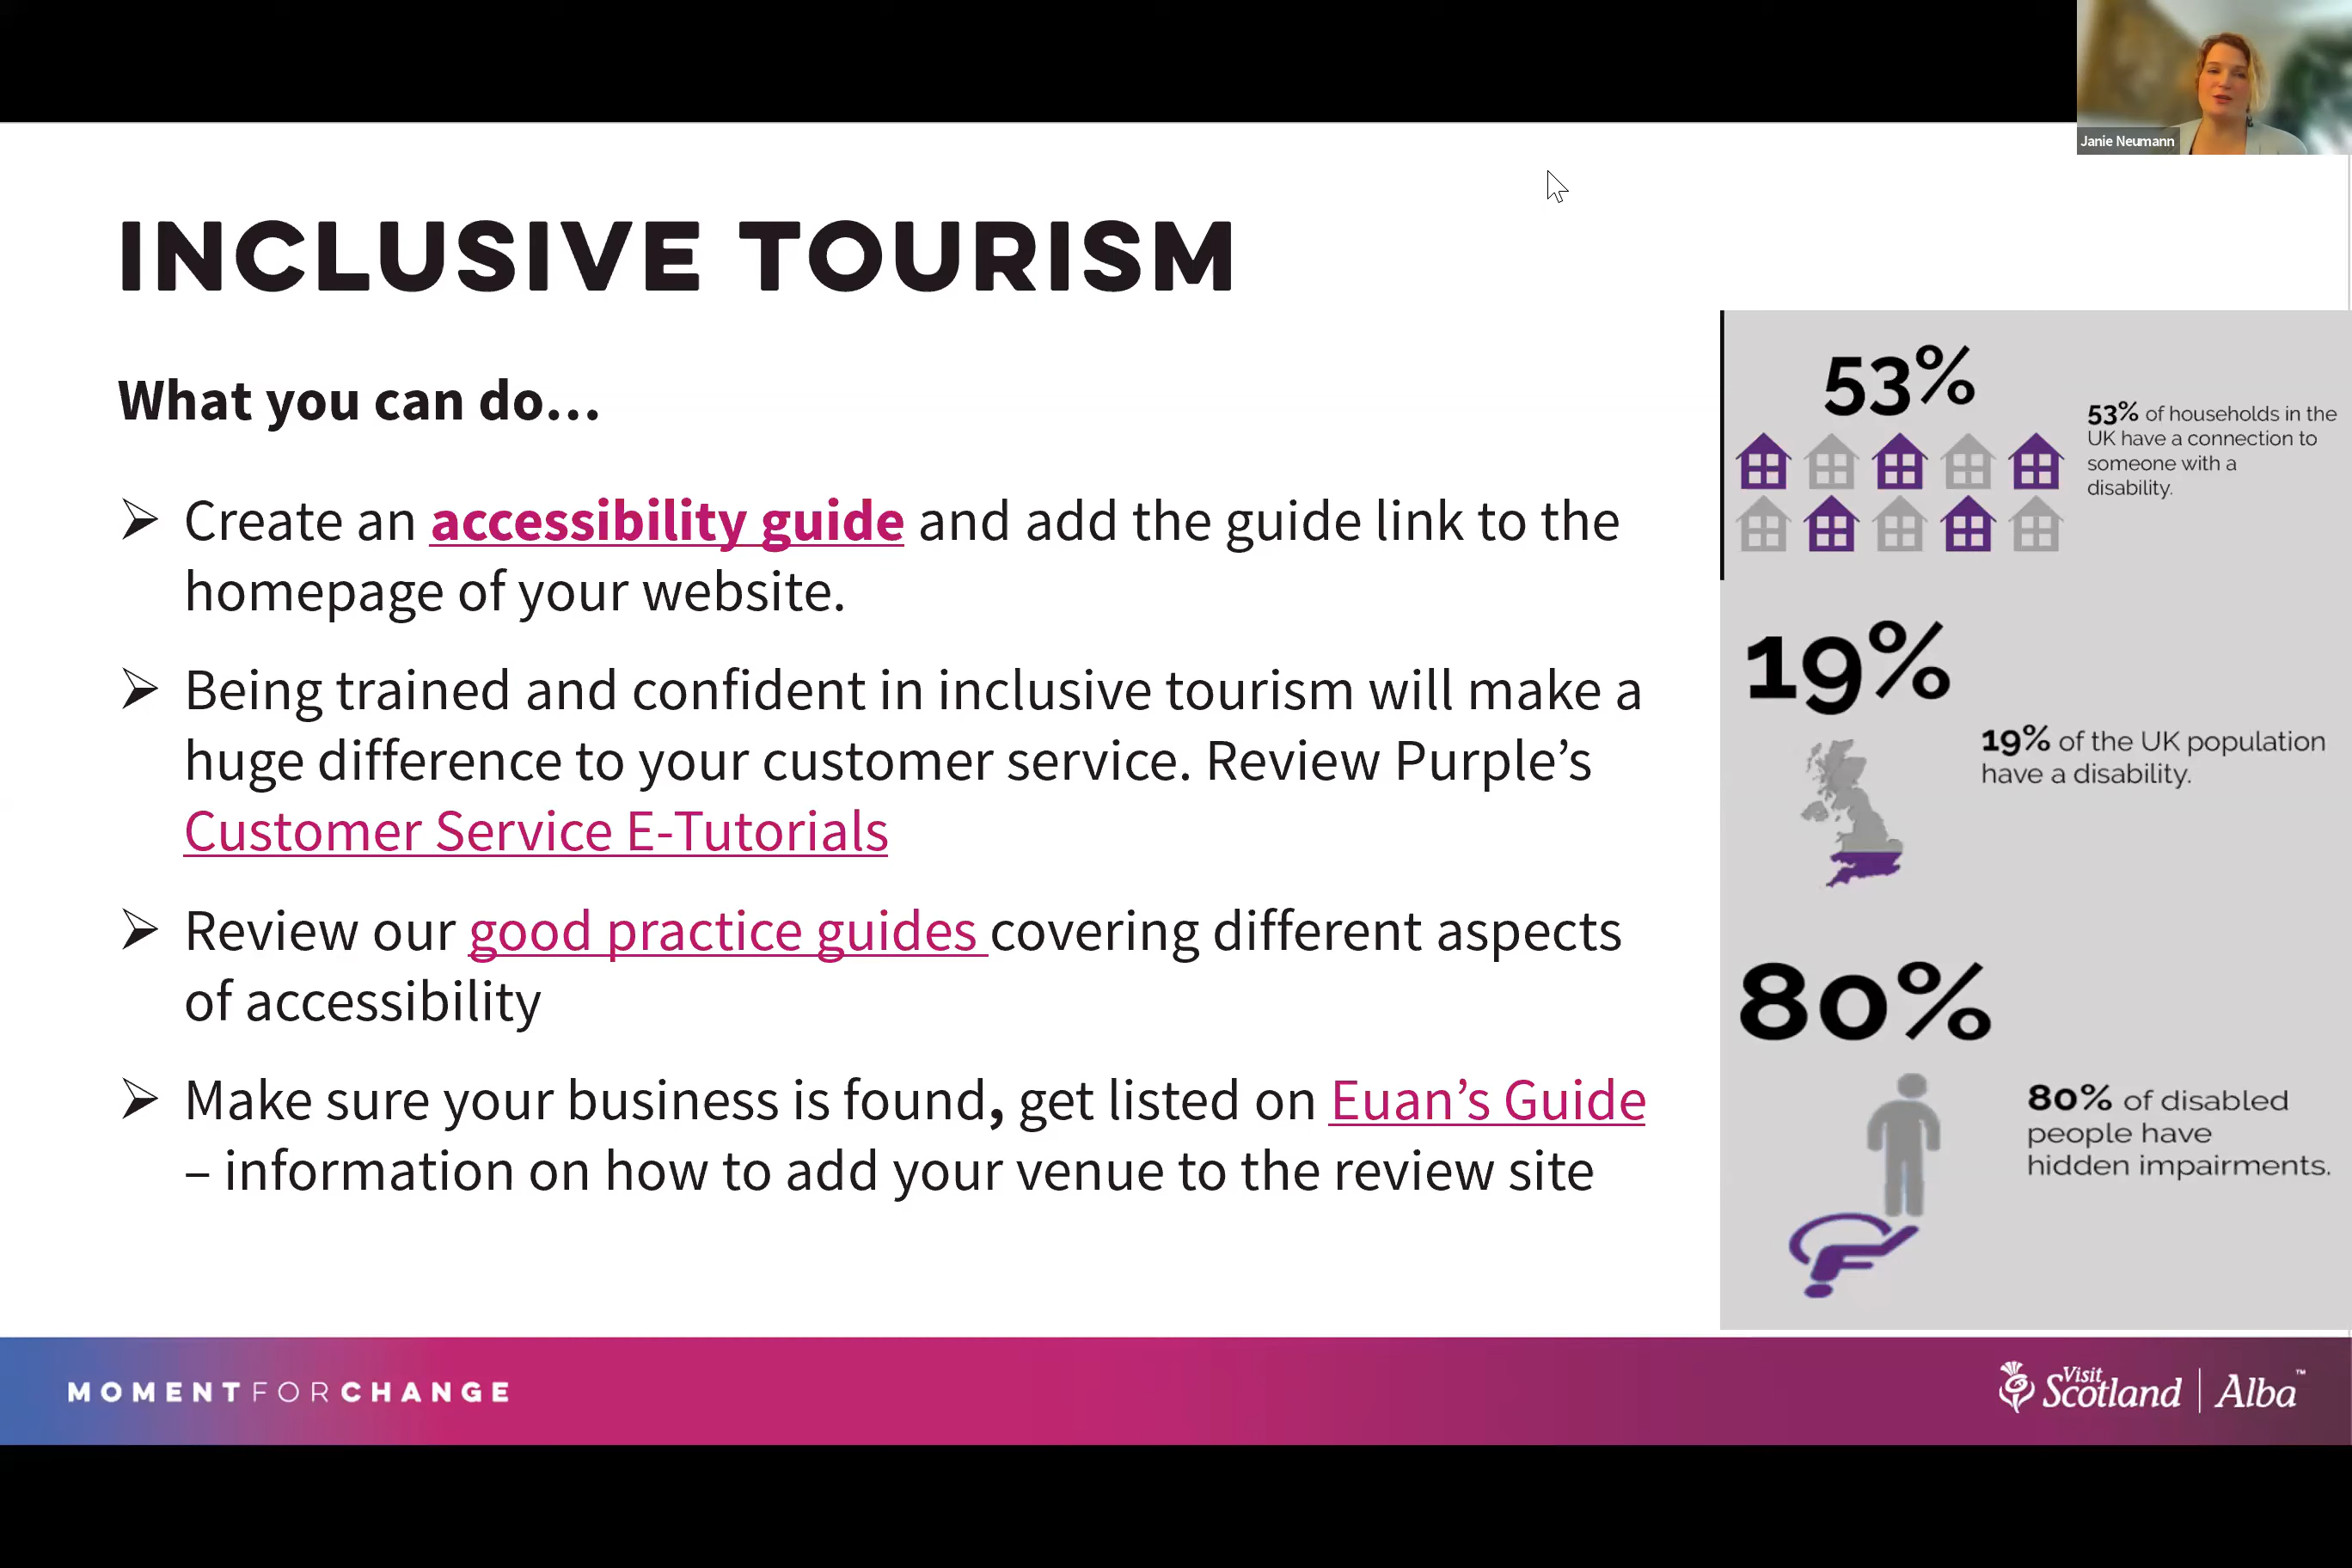 Janie Neumann
INCLUSIVE TOURISM
What you can do...
Create an accessibility guide and add the guide link to the
homepage of your website.
Being trained and confident in inclusive tourism will make a
huge difference to your customer service. Review Purple's
Customer Service E-Tutorials
Review our good practice guides covering different aspects
of accessibility
Make sure your business is found, get listed on Euan's Guide
– information on how to add your venue to the review site
53%
53% of households in the
UK have a connection to
someone with a
disability.
19%
19% of the UK population
have a disability.
80%
80% of disabled
people have
hidden impairments.
MOMENTFORCHANGE
Visit
Scotland | Alba™